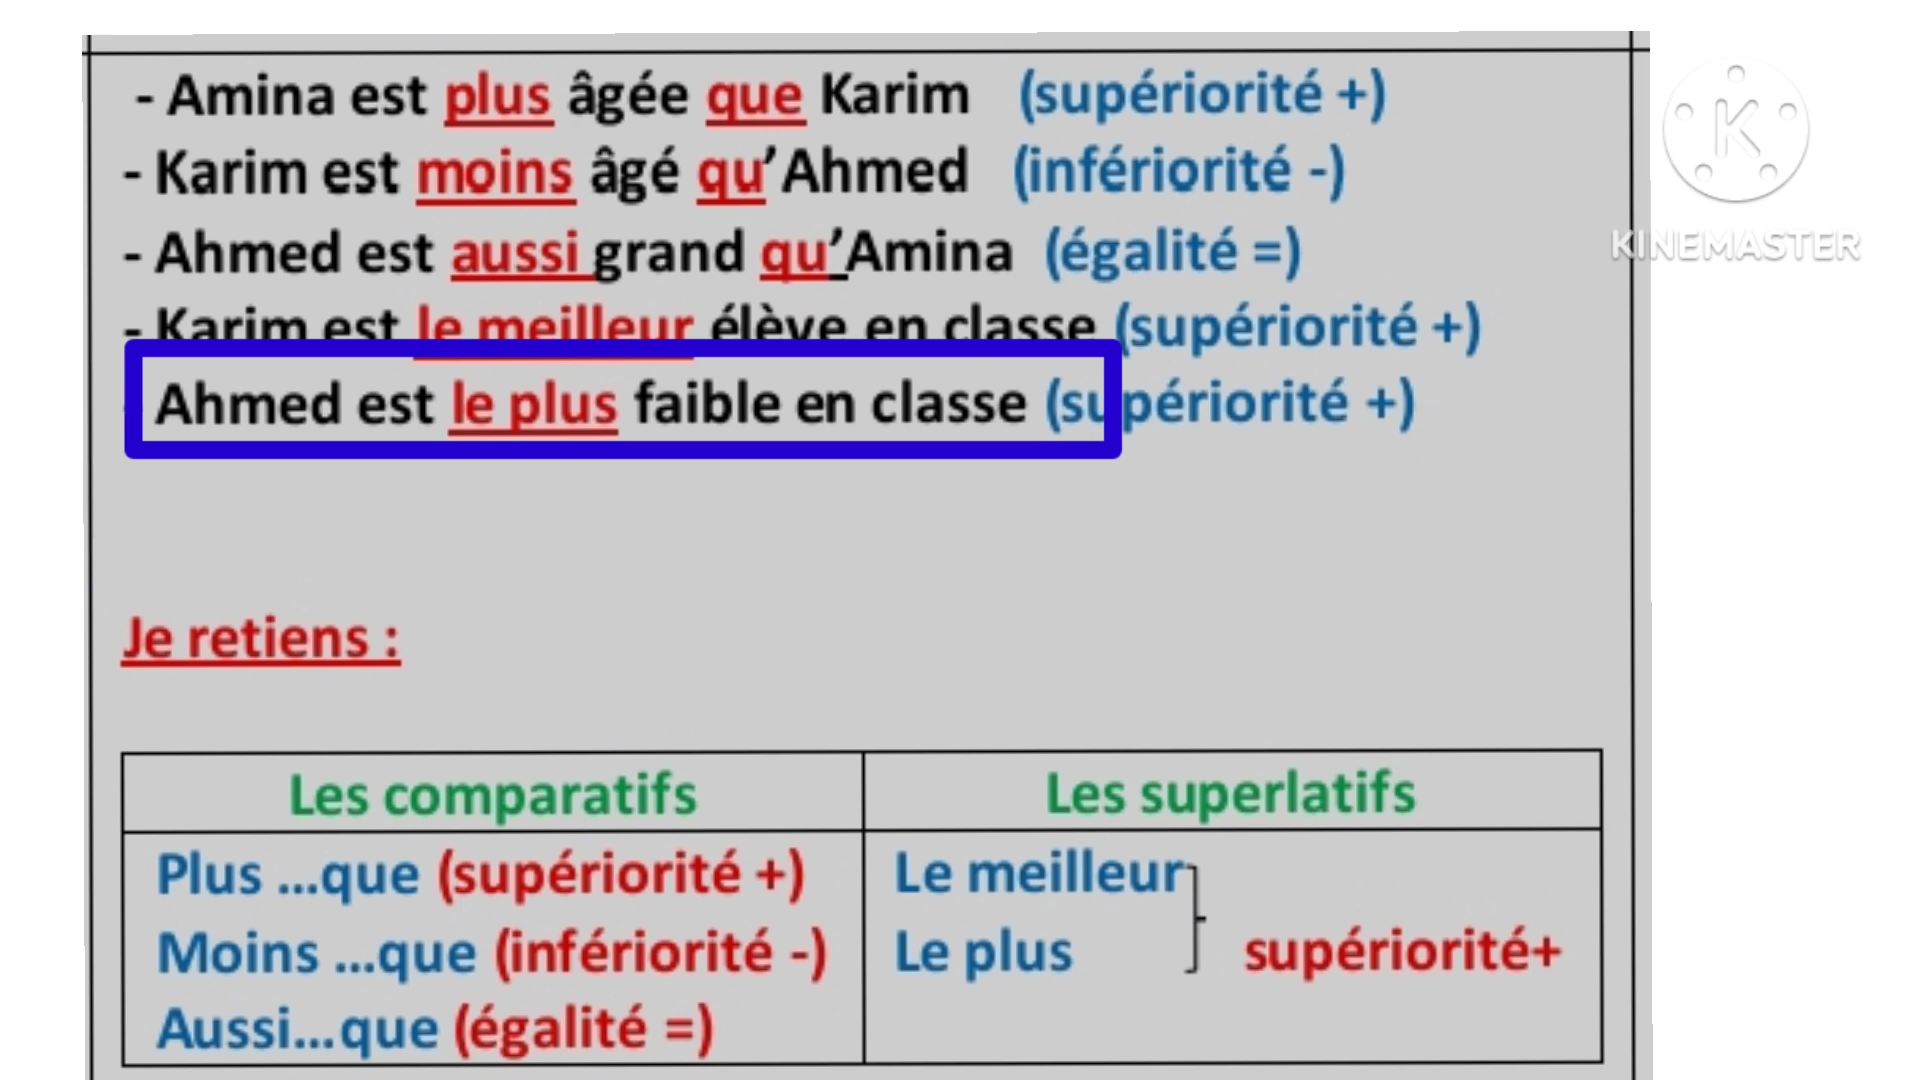 - Amina est plus âgée que Karim (supériorité +)
- Karim est moins âgé qu’Ahmed (infériorité -)
- Ahmed est aussi grand qu’Amina (égalité =)
- Karim est le meilleur élève en classe (supériorité +)
- Ahmed est le plus faible en classe (supériorité +)
Je retiens :
Les comparatifs Les superlatifs
Plus ...que (supériorité +) Le meilleur
Moins ...que (infériorité -) Le plus supériorité+
Aussi...que (égalité =)
K
KINEMASTER